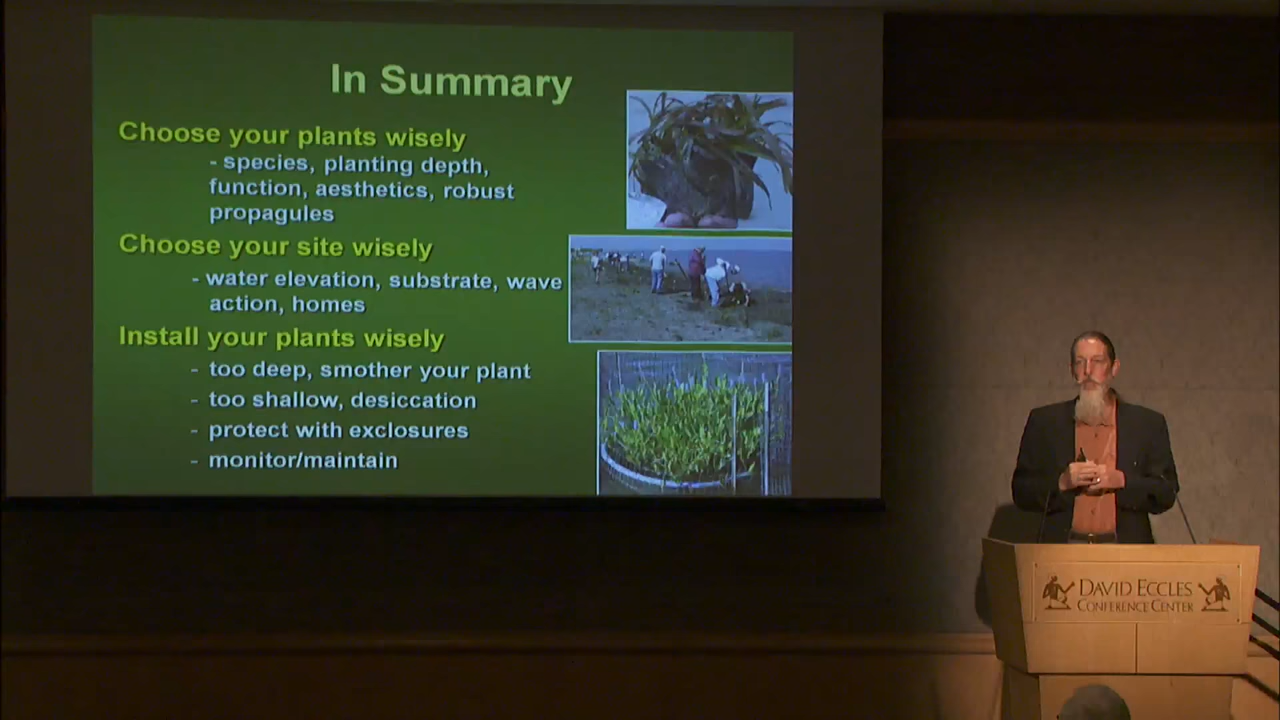 In Summary
Choose your plants wisely
- species, planting depth,
function, aesthetics, robust
propagules
Choose your site wisely
- water elevation, substrate, wave
action, homes
Install your plants wisely
- too deep, smother your plant
- too shallow, desiccation
- protect with exclosures
- monitor/maintain
DAVID ECCLES
CONFERENCE CENTER